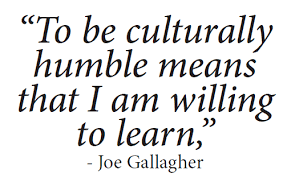 “To be culturally
humble means
that I am willing
to learn,”
- Joe Gallagher